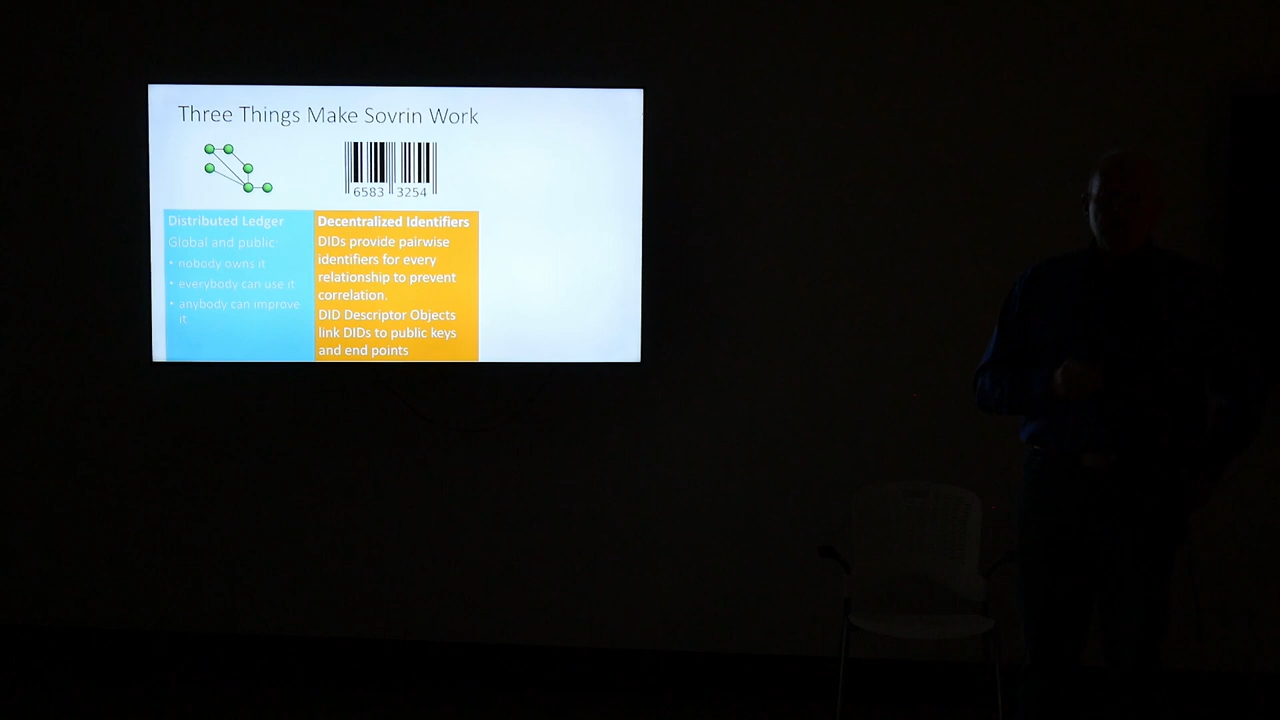 Three Things Make Sovrin Work
6583 3254
Distributed Ledger
Global and public:
• nobody owns it
• everybody can use it
• anybody can improve
it
Decentralized Identifiers
DIDs provide pairwise
identifiers for every
relationship to prevent
correlation.
DID Descriptor Objects
link DIDs to public keys
and end points